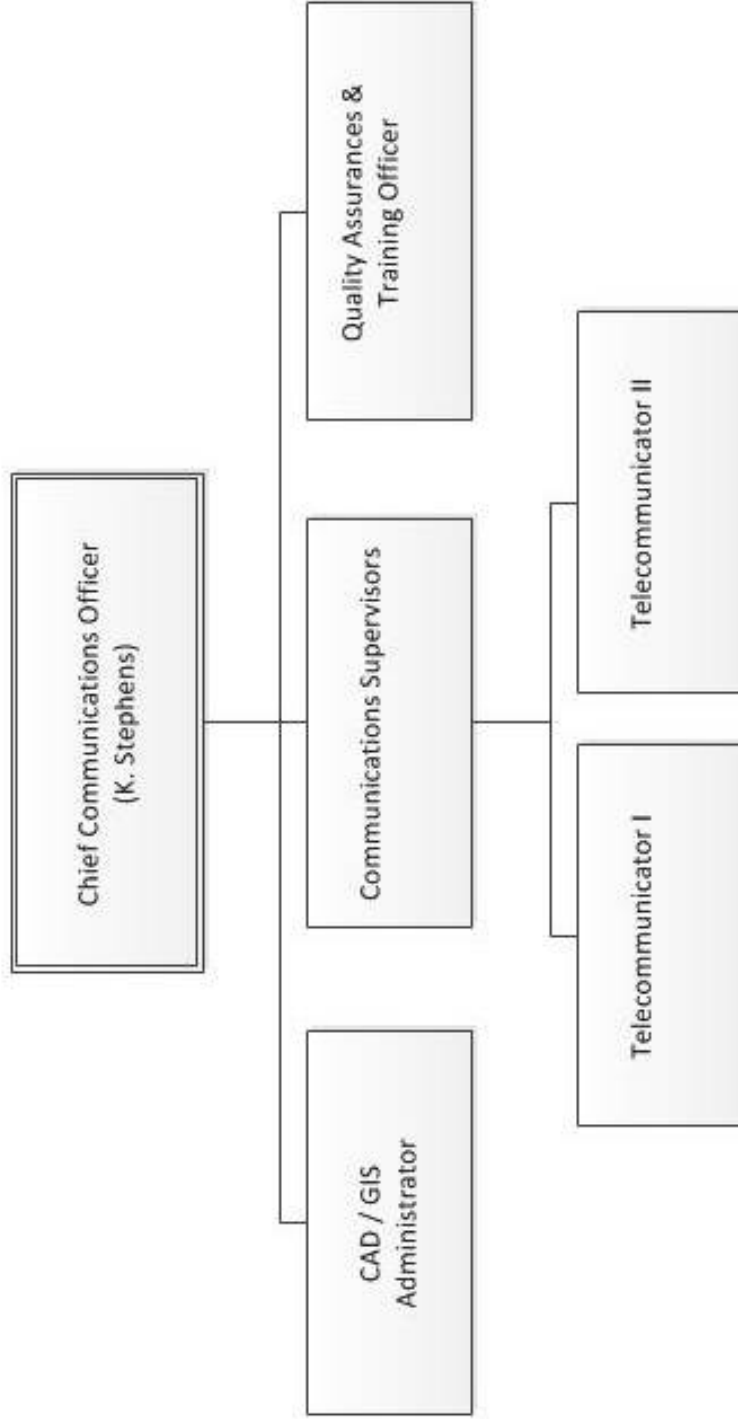 Chief Communications Officer
(K. Stephens)
CAD / GIS
Administrator
Communications Supervisors
Quality Assurances &
Training Officer
Telecommunicator I
Telecommunicator II